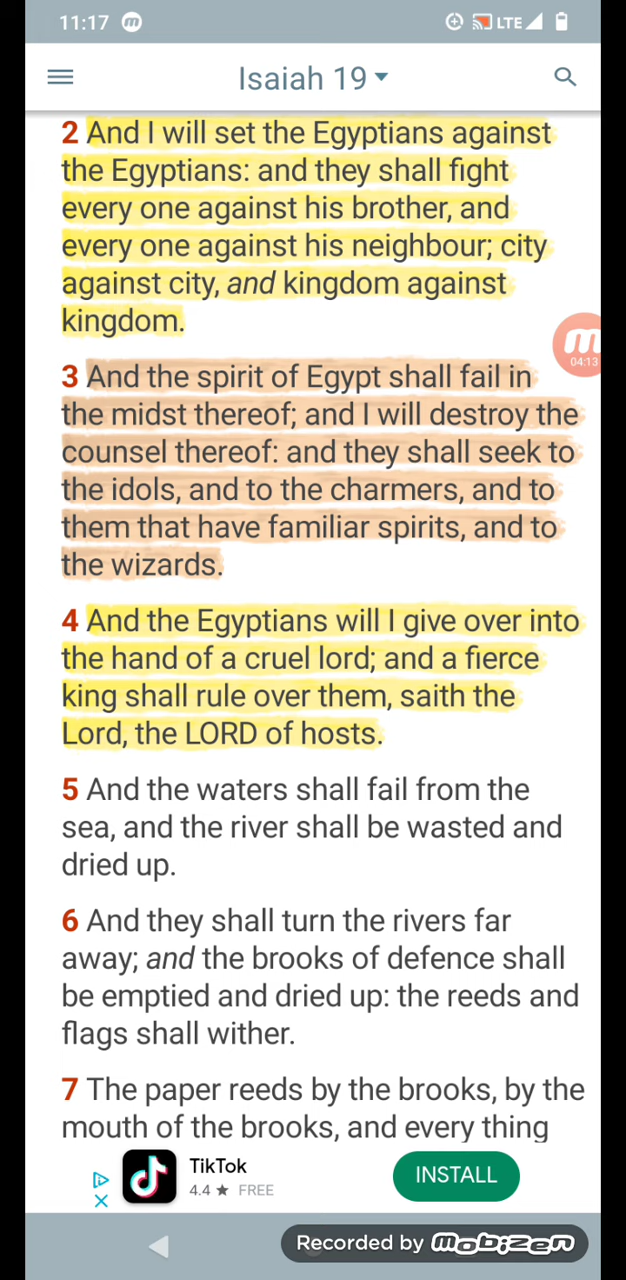 11:17 m LTE
Isaiah 19
2 And I will set the Egyptians against
the Egyptians: and they shall fight
every one against his brother, and
every one against his neighbour; city
against city, and kingdom against
kingdom.
m
04:13
3 And the spirit of Egypt shall fail in
the midst thereof; and I will destroy the
counsel thereof: and they shall seek to
the idols, and to the charmers, and to
them that have familiar spirits, and to
the wizards.
4 And the Egyptians will I give over into
the hand of a cruel lord; and a fierce
king shall rule over them, saith the
Lord, the LORD of hosts.
5 And the waters shall fail from the
sea, and the river shall be wasted and
dried up.
6 And they shall turn the rivers far
away; and the brooks of defence shall
be emptied and dried up: the reeds and
flags shall wither.
7 The paper reeds by the brooks, by the
mouth of the brooks, and every thing
TikTok
4.4 ★ FREE
INSTALL
Recorded by mobizen